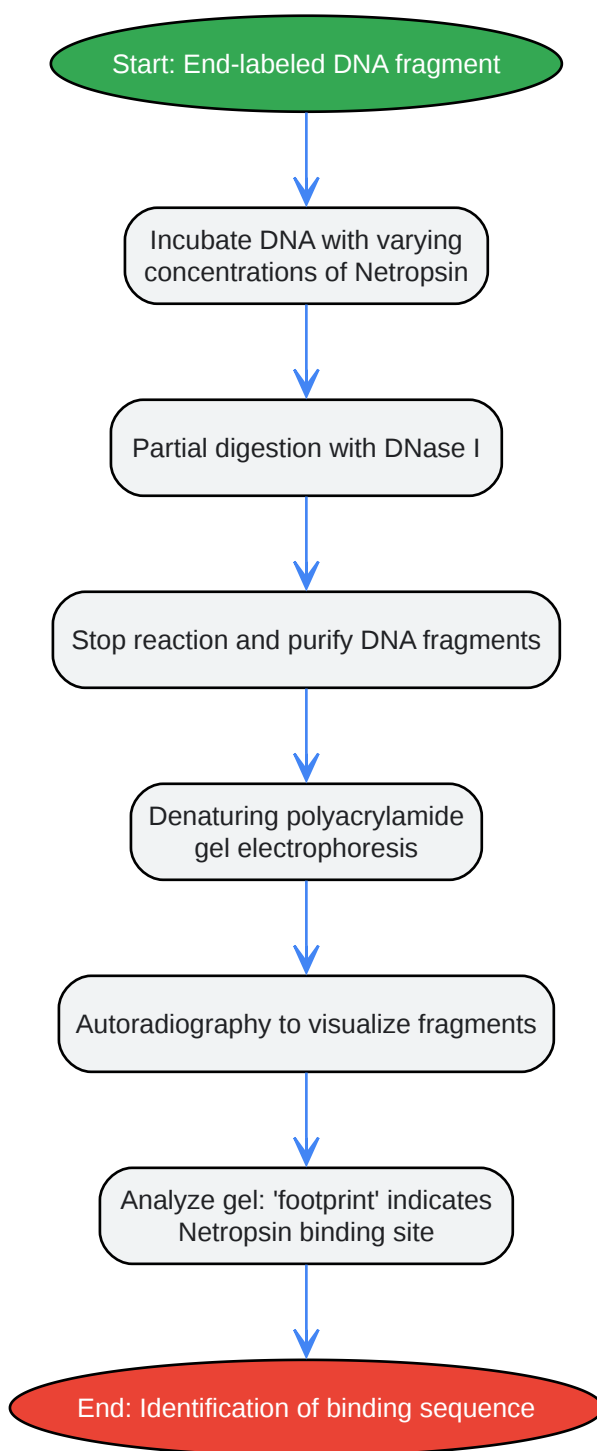 Start: End-labeled DNA fragment
Incubate DNA with varying
concentrations of Netropsin
Partial digestion with DNase I
Stop reaction and purify DNA fragments
Denaturing polyacrylamide
gel electrophoresis
Autoradiography to visualize fragments
Analyze gel: 'footprint' indicates
Netropsin binding site
End: Identification of binding sequence